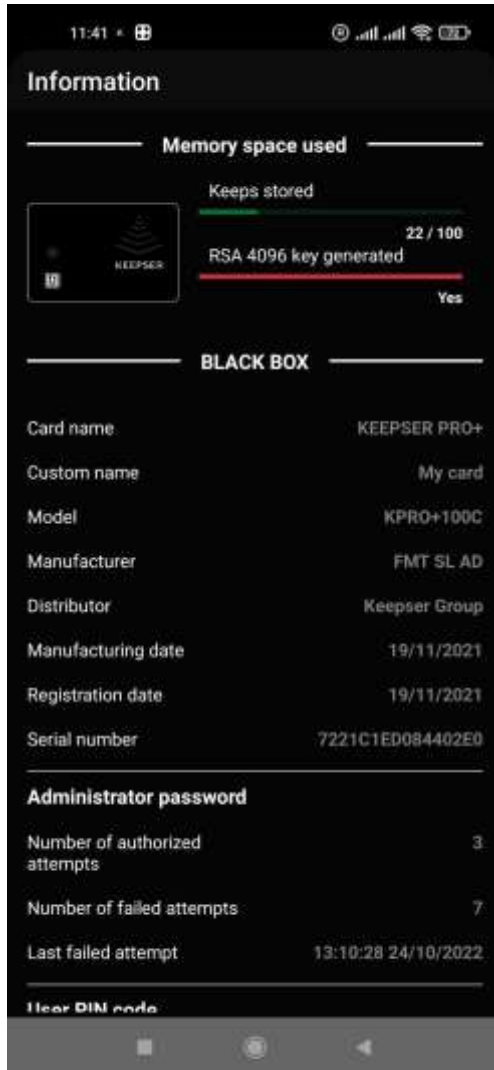 11:41
72
Information
Memory space used
Keeps stored
22 / 100
KEEPSER
RSA 4096 key generated
Yes
BLACK BOX
Card name KEEPSER PRO+
Custom name My card
Model KPRO+100C
Manufacturer FMT SL AD
Distributor Keepser Group
Manufacturing date 19/11/2021
Registration date 19/11/2021
Serial number 7221C1ED084402E0
Administrator password
Number of authorized 3
attempts
Number of failed attempts 7
Last failed attempt 13:10:28 24/10/2022
User PIN code